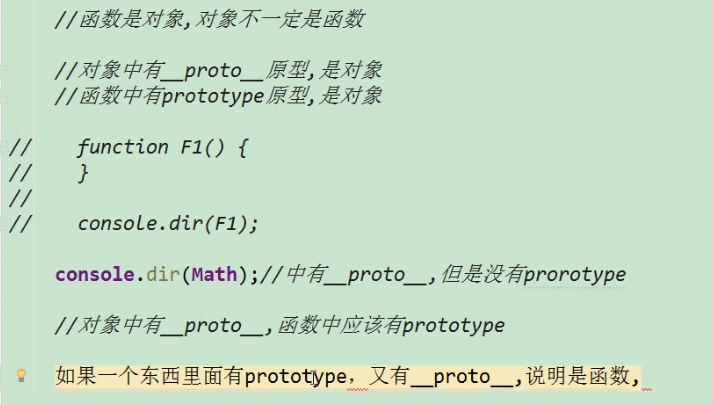 //函数是对象,对象不一定是函数
//对象中有__proto__原型,是对象
//函数中有prototype原型,是对象
//    function F1() {
//    }
//
//    console.dir(F1);
console.dir(Math);//中有__proto__,但是没有prorotype
//对象中有__proto__,函数中应该有prototype
如果一个东西里面有prototype, 又有__proto__,说明是函数,